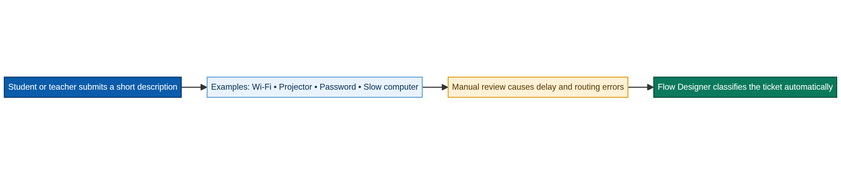 Student or teacher submits a short description
Examples: Wi-Fi • Projector • Password • Slow computer
Manual review causes delay and routing errors
Flow Designer classifies the ticket automatically